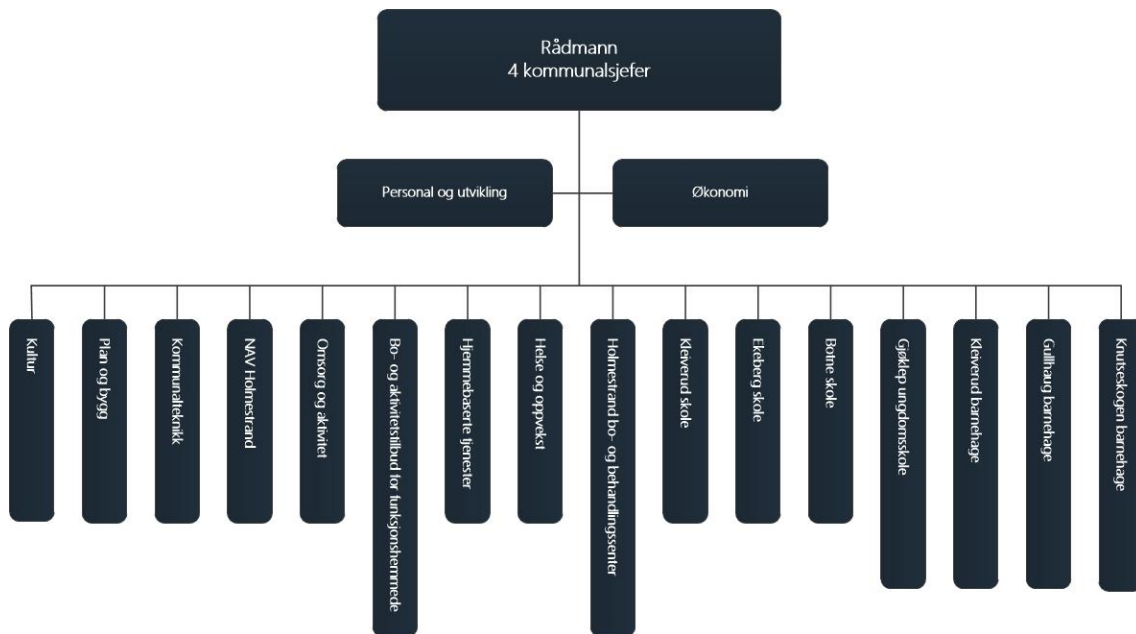 Rådmann
4 kommunalsjefer
Personal og utvikling
Økonomi
Kultur
Plan og bygg
Kommunalteknikk
NAV Holmestrand
Omsorg og aktivitet
Bo- og aktivitetstilbud for funksjonshemmede
Hjemmebaserte tjenester
Helse og oppvekst
Holmestrand bo- og behandlingssenter
Kleiverud skole
Ekeberg skole
Botne skole
Gjøklep ungdomsskole
Kleiverud barnehage
Gullhaug barnehage
Knutseskogen barnehage